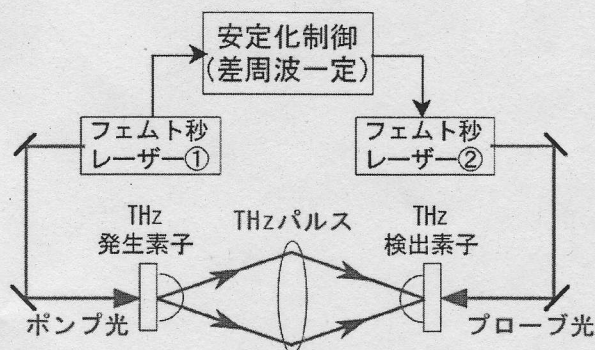 安定化制御
(差周波一定)
フェムト秒
レーザー①
フェムト秒
レーザー②
THz
発生素子
THzパルス
THz
検出素子
ポンプ光
プローブ光